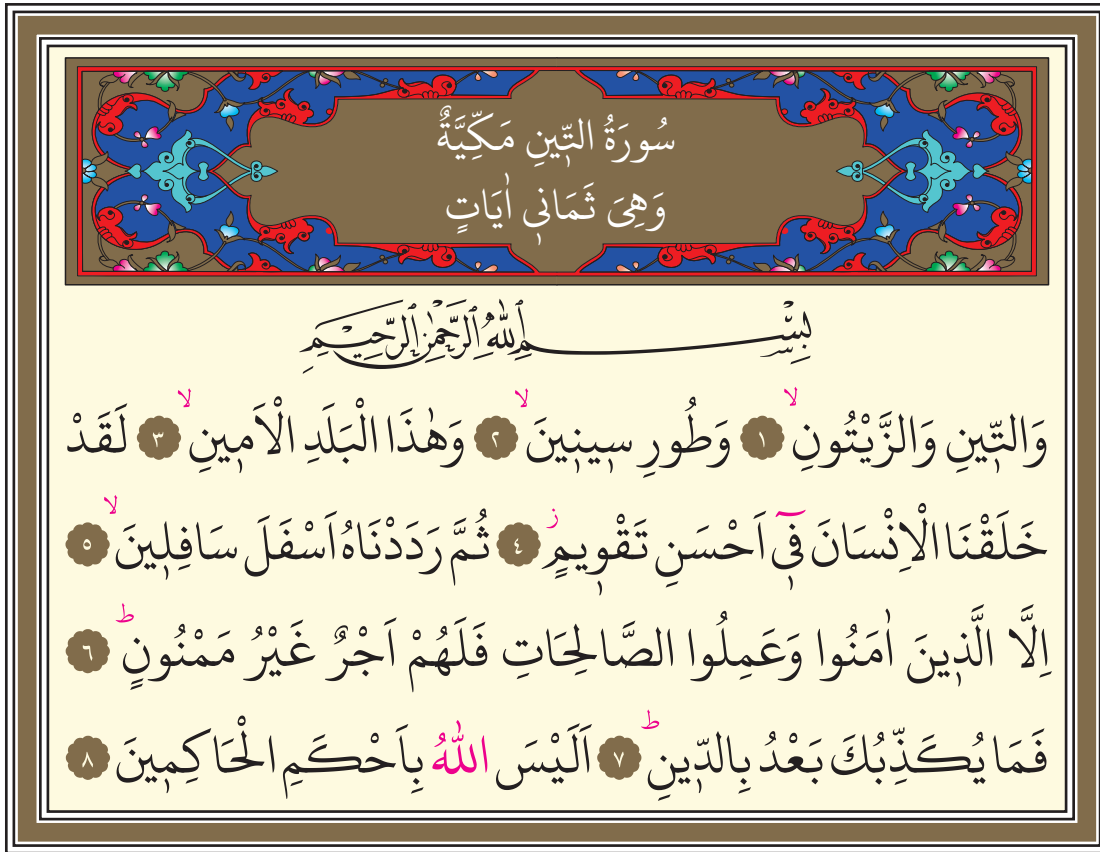 سُورَةُ التّ۪ينِ مَكِّيَّةٌ
وَهِيَ ثَمَان۪ي اٰيَاتٍ
بِسْمِ اللّٰهِ الرَّحْمٰنِ الرَّح۪يمِ
وَالتّ۪ينِ وَالزَّيْتُونِۙ ﴿١﴾ وَطُورِ س۪ين۪ينَۙ ﴿٢﴾ وَهٰذَا الْبَلَدِ الْاَم۪ينِۙ ﴿٣﴾ لَقَدْ
خَلَقْنَا الْاِنْسَانَ ف۪ٓي اَحْسَنِ تَقْو۪يمٍۘ ﴿٤﴾ ثُمَّ رَدَدْنَاهُ اَسْفَلَ سَافِل۪ينَۙ ﴿٥﴾
اِلَّا الَّذ۪ينَ اٰمَنُوا وَعَمِلُوا الصَّالِحَاتِ فَلَهُمْ اَجْرٌ غَيْرُ مَمْنُونٍۜ ﴿٦﴾
فَمَا يُكَذِّبُكَ بَعْدُ بِالدّ۪ينِۜ ﴿٧﴾ اَلَيْسَ اللّٰهُ بِاَحْكَمِ الْحَاكِم۪ينَ ﴿٨﴾